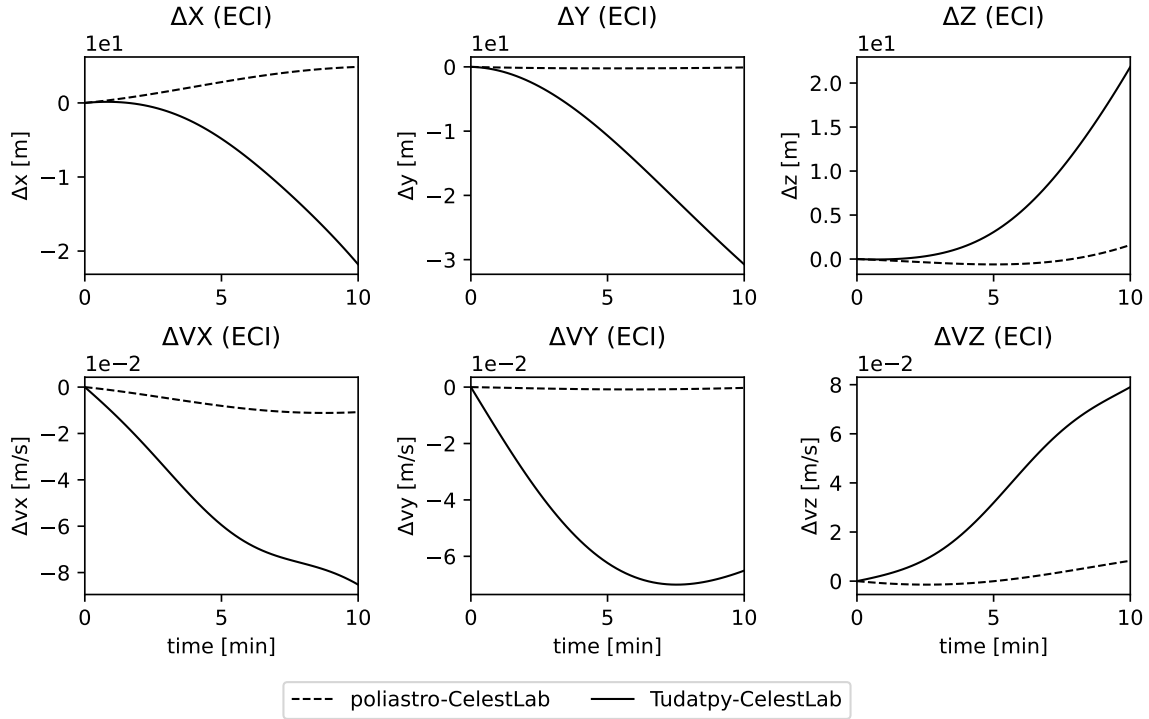 ΔX (ECI) ΔY (ECI) ΔZ (ECI)
1e1 1e1 1e1
Δx [m]
0
−1
−2
0 5 10
Δy [m]
0
−1
−2
−3
0 5 10
Δz [m]
2.0
1.5
1.0
0.5
0.0
0 5 10
ΔVX (ECI) ΔVY (ECI) ΔVZ (ECI)
1e−2 1e−2 1e−2
Δvx [m/s]
0
−2
−4
−6
−8
0 5 10
time [min]
Δvy [m/s]
0
−2
−4
−6
0 5 10
time [min]
Δvz [m/s]
8
6
4
2
0
0 5 10
time [min]
poliastro-CelestLab Tudatpy-CelestLab